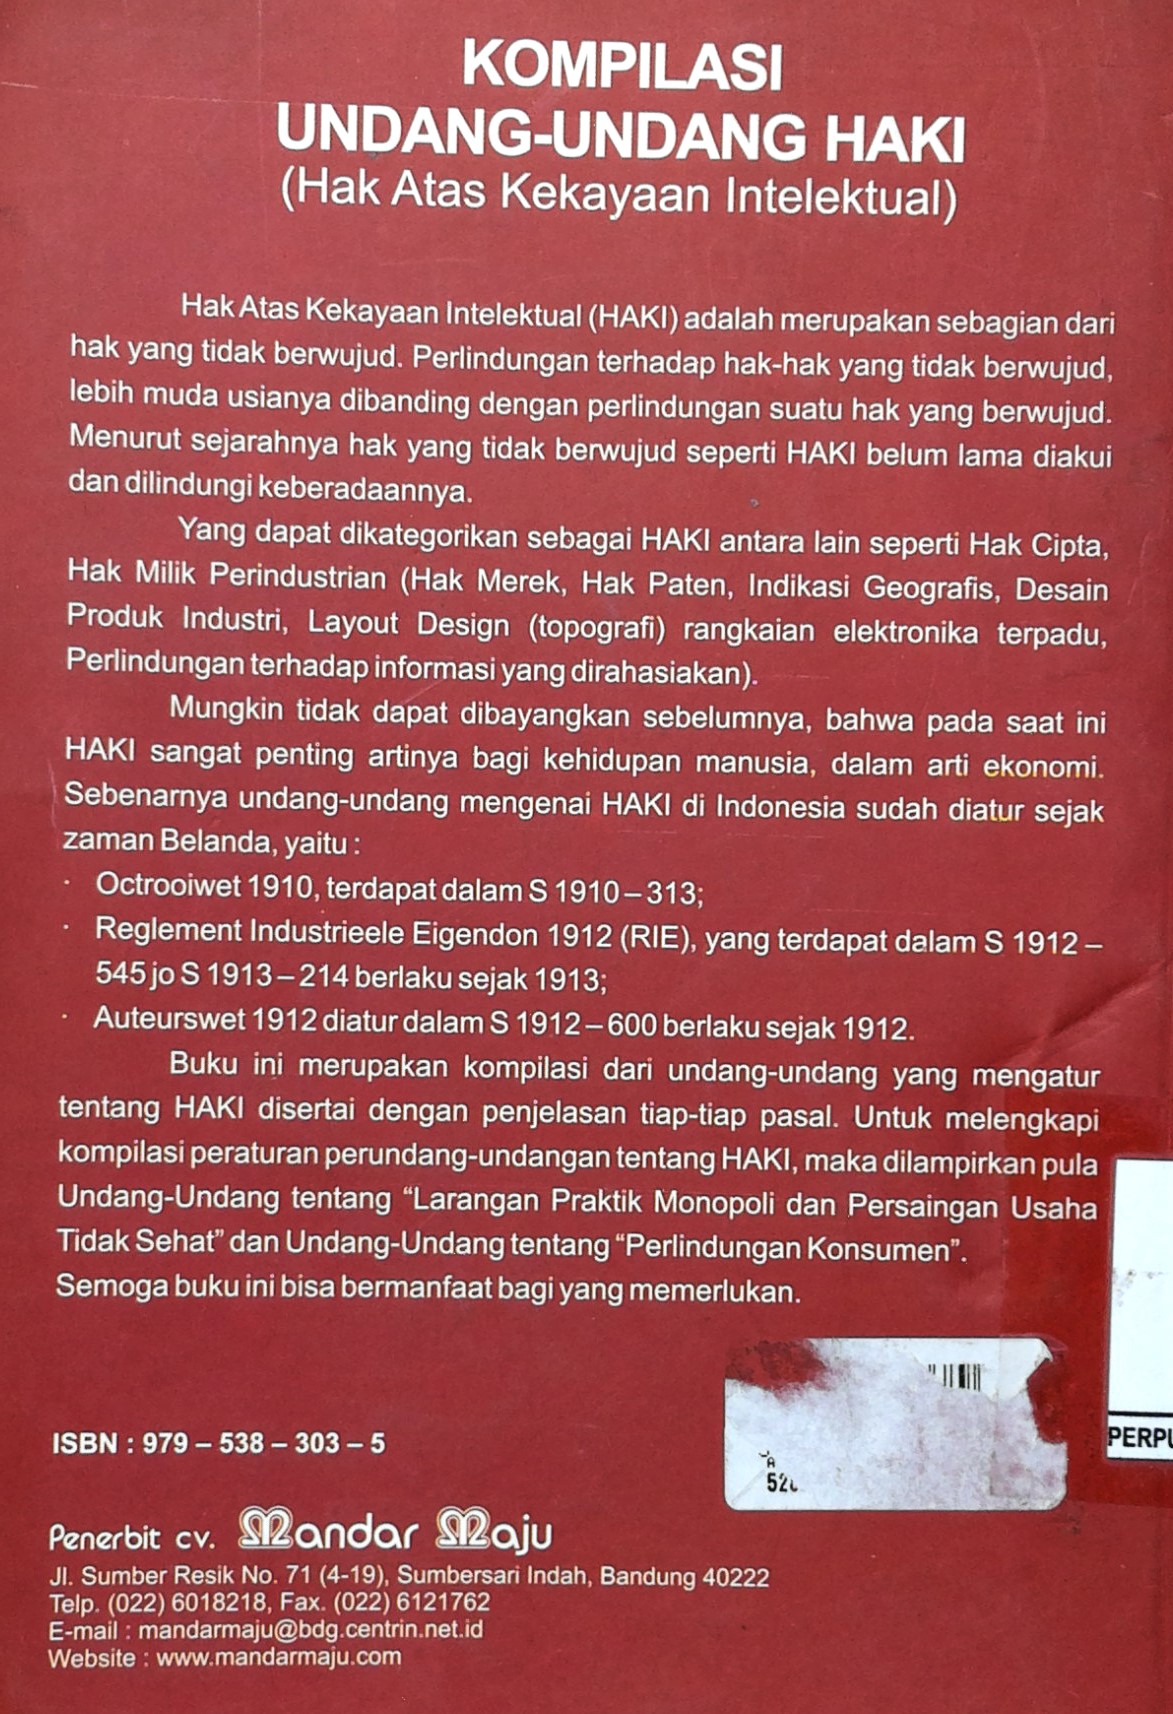 KOMPILASI
UNDANG-UNDANG HAKI
(Hak Atas Kekayaan Intelektual)
Hak Atas Kekayaan Intelektual (HAKI) adalah merupakan sebagian dari
hak yang tidak berwujud. Perlindungan terhadap hak-hak yang tidak berwujud,
lebih muda usianya dibanding dengan perlindungan suatu hak yang berwujud.
Menurut sejarahnya hak yang tidak berwujud seperti HAKI belum lama diakui
dan dilindungi keberadaannya.
Yang dapat dikategorikan sebagai HAKI antara lain seperti Hak Cipta,
Hak Milik Perindustrian (Hak Merek, Hak Paten, Indikasi Geografis, Desain
Produk Industri, Layout Design (topografi) rangkaian elektronika terpadu,
Perlindungan terhadap informasi yang dirahasiakan).
Mungkin tidak dapat dibayangkan sebelumnya, bahwa pada saat ini
HAKI sangat penting artinya bagi kehidupan manusia, dalam arti ekonomi.
Sebenarnya undang-undang mengenai HAKI di Indonesia sudah diatur sejak
zaman Belanda, yaitu :
· Octrooiwet 1910, terdapat dalam S 1910 – 313;
· Reglement Industrieele Eigendon 1912 (RIE), yang terdapat dalam S 1912 –
545 jo S 1913 – 214 berlaku sejak 1913;
· Auteurswet 1912 diatur dalam S 1912 – 600 berlaku sejak 1912.
Buku ini merupakan kompilasi dari undang-undang yang mengatur
tentang HAKI disertai dengan penjelasan tiap-tiap pasal. Untuk melengkapi
kompilasi peraturan perundang-undangan tentang HAKI, maka dilampirkan pula
Undang-Undang tentang “Larangan Praktik Monopoli dan Persaingan Usaha
Tidak Sehat” dan Undang-Undang tentang “Perlindungan Konsumen”.
Semoga buku ini bisa bermanfaat bagi yang memerlukan.
A
PERPU
ISBN : 979 – 538 – 303 – 5
Penerbit cv. Mandar Maju
Jl. Sumber Resik No. 71 (4-19), Sumbersari Indah, Bandung 40222
Telp. (022) 6018218, Fax. (022) 6121762
E-mail : mandarmaju@bdg.centrin.net.id
Website : www.mandarmaju.com